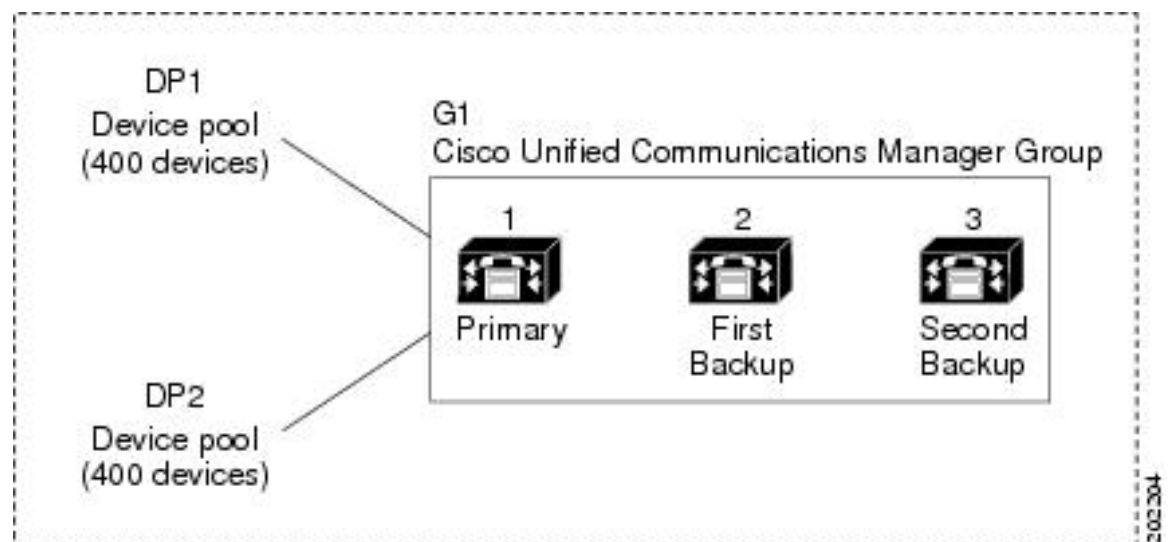 DP1
Device pool
(400 devices)
G1
Cisco Unified Communications Manager Group
1
2
3
Primary
First
Backup
Second
Backup
DP2
Device pool
(400 devices)
202304